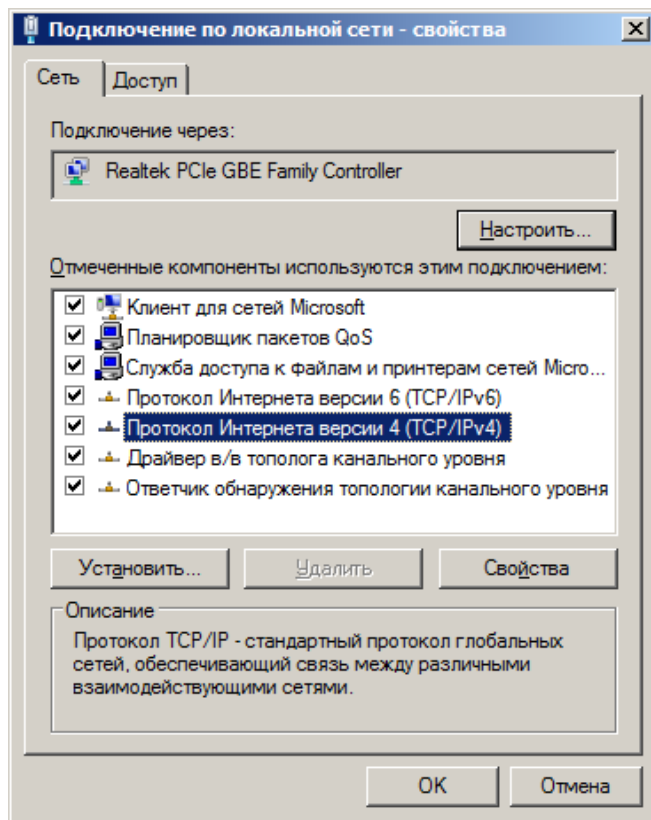 Подключение по локальной сети - свойства
Сеть
Доступ
Подключение через:
Realtek PCIe GBE Family Controller
Настроить...
Отмеченные компоненты используются этим подключением:
Клиент для сетей Microsoft
Планировщик пакетов QoS
Служба доступа к файлам и принтерам сетей Micro...
Протокол Интернета версии 6 (TCP/IPv6)
Протокол Интернета версии 4 (TCP/IPv4)
Драйвер в/в тополога канального уровня
Ответчик обнаружения топологии канального уровня
Установить...
Удалить
Свойства
Описание
Протокол TCP/IP - стандартный протокол глобальных
сетей, обеспечивающий связь между различными
взаимодействующими сетями.
OK
Отмена